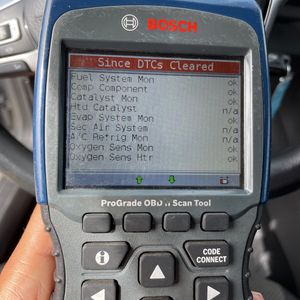 BOSCH
Since DTCs Cleared
Fuel System Mon ok
Comp Component ok
Catalyst Mon ok
Htd Catalyst n/a
Evap System Mon ok
Sec Air System n/a
A/C Refrig Mon n/a
Oxygen Sens Mon ok
Oxygen Sens Htr ok
ProGrade OBD II Scan Tool
i
CODE
CONNECT